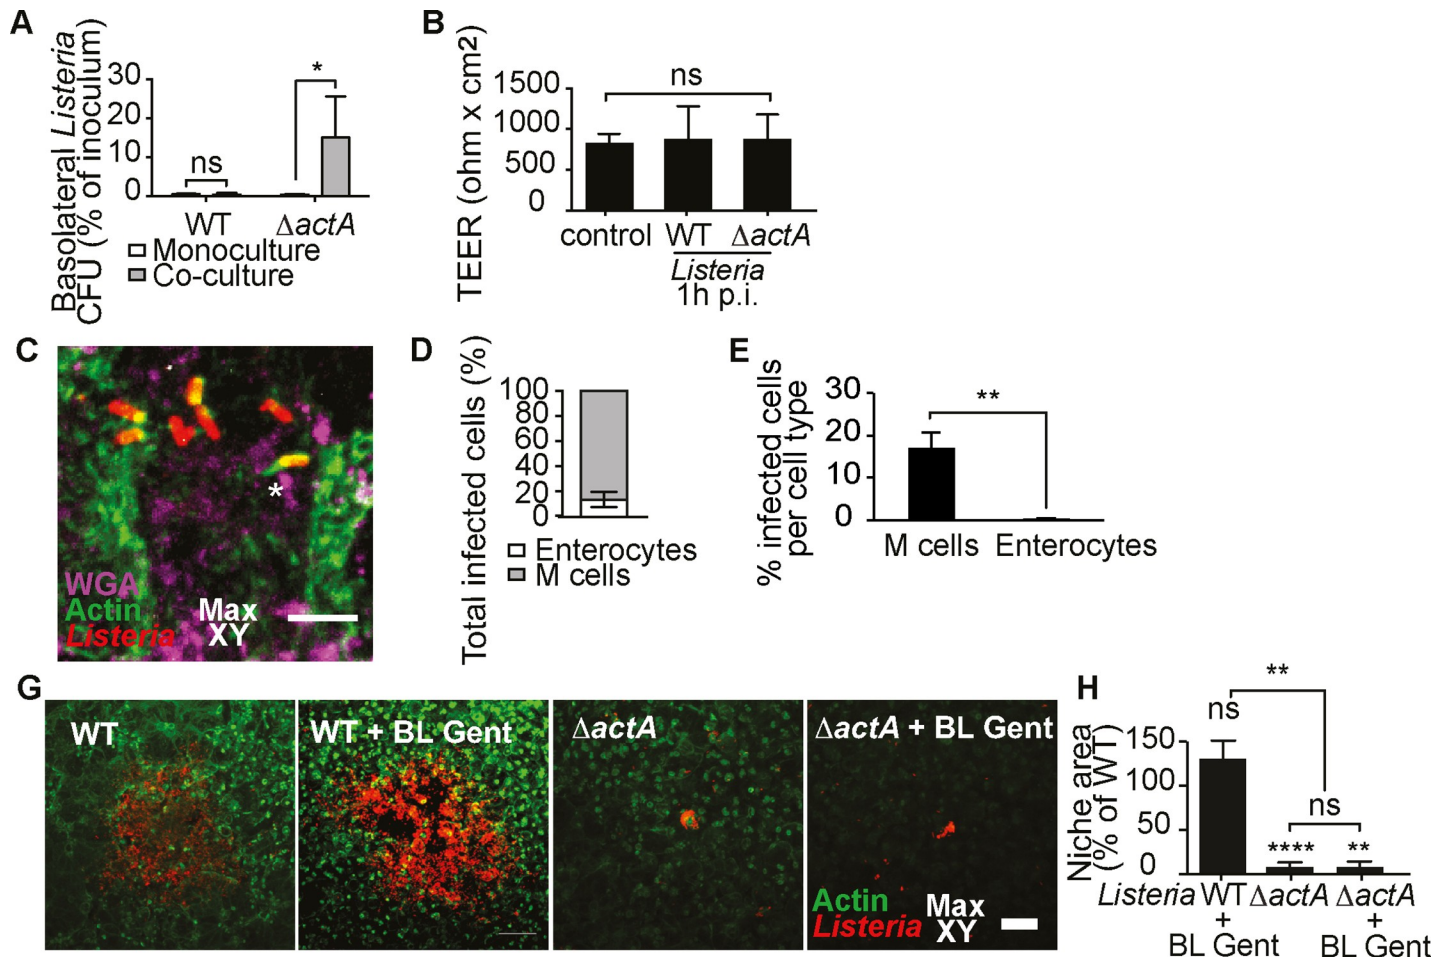 A
Basolateral Listeria
CFU (% of inoculum)
30
20
10
0
ns
*
WT
ΔactA
Monoculture
Co-culture
B
TEER (ohm x cm²)
1500
1000
500
0
ns
control
WT
ΔactA
Listeria
1h p.i.
C
*
WGA
Actin
Listeria
Max
XY
D
Total infected cells (%)
100
80
60
40
20
0
Enterocytes
M cells
E
% infected cells
per cell type
30
20
10
0
**
M cells
Enterocytes
G
WT
WT + BL Gent
ΔactA
ΔactA + BL Gent
Actin
Listeria
Max
XY
H
Niche area
(% of WT)
150
100
50
0
**
ns
ns
****
**
Listeria WT ΔactA ΔactA
+ +
BL Gent BL Gent